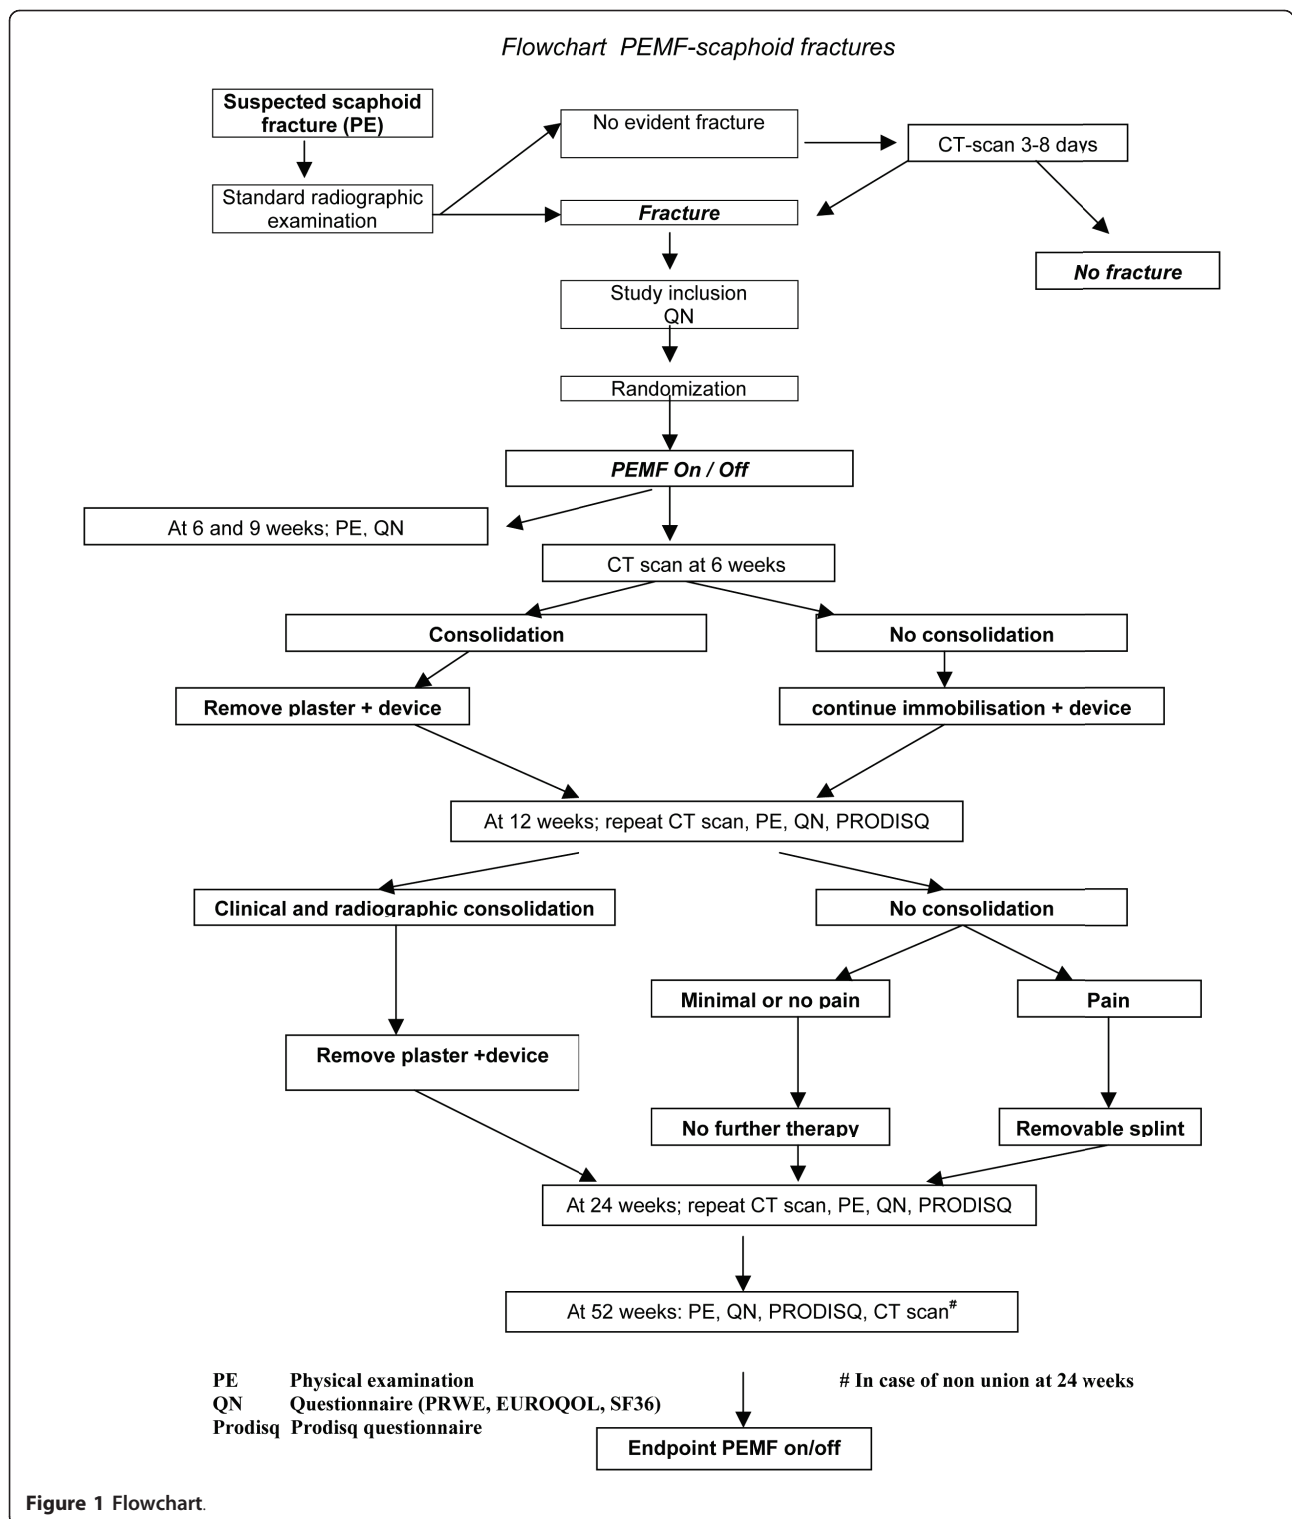 Flowchart PEMF-scaphoid fractures
Suspected scaphoid
fracture (PE)
No evident fracture
CT-scan 3-8 days
Standard radiographic
examination
Fracture
No fracture
Study inclusion
QN
Randomization
PEMF On / Off
At 6 and 9 weeks; PE, QN
CT scan at 6 weeks
Consolidation
No consolidation
Remove plaster + device
continue immobilisation + device
At 12 weeks; repeat CT scan, PE, QN, PRODISQ
Clinical and radiographic consolidation
No consolidation
Minimal or no pain
Pain
Remove plaster +device
No further therapy
Removable splint
At 24 weeks; repeat CT scan, PE, QN, PRODISQ
At 52 weeks: PE, QN, PRODISQ, CT scan#
PE Physical examination
# In case of non union at 24 weeks
QN Questionnaire (PRWE, EUROQOL, SF36)
Prodisq Prodisq questionnaire
Endpoint PEMF on/off
Figure 1 Flowchart.